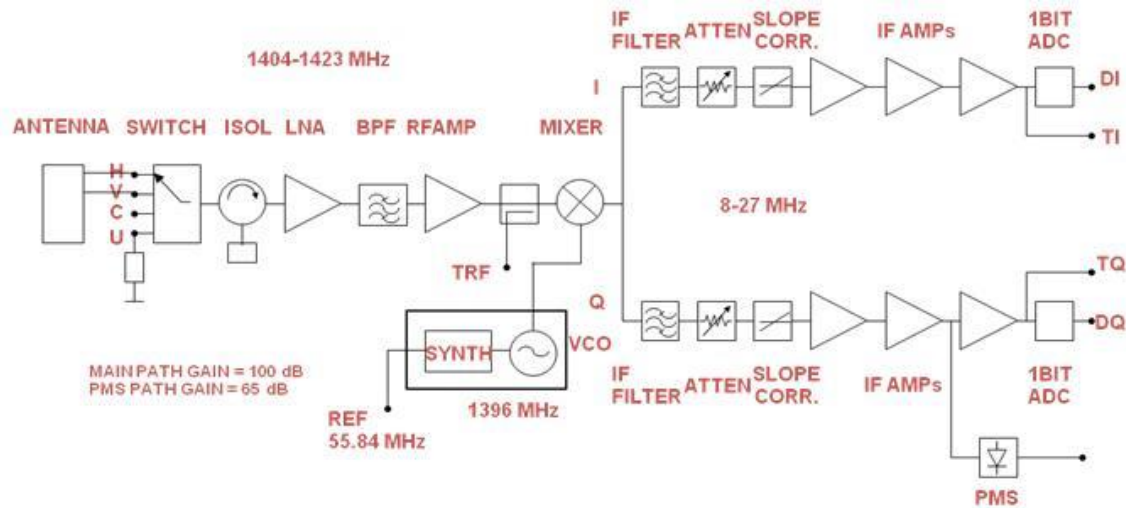 1404-1423 MHz
IF FILTER
ATTEN
SLOPE CORR.
IF AMPs
1BIT ADC
I
DI
TI
ANTENNA
SWITCH
ISOL
LNA
BPF
RFAMP
MIXER
H
V
C
U
8-27 MHz
TRF
Q
TQ
DQ
SYNTH
VCO
MAIN PATH GAIN = 100 dB
PMS PATH GAIN = 65 dB
1396 MHz
REF
55.84 MHz
IF FILTER
ATTEN
SLOPE CORR.
IF AMPs
1BIT ADC
PMS